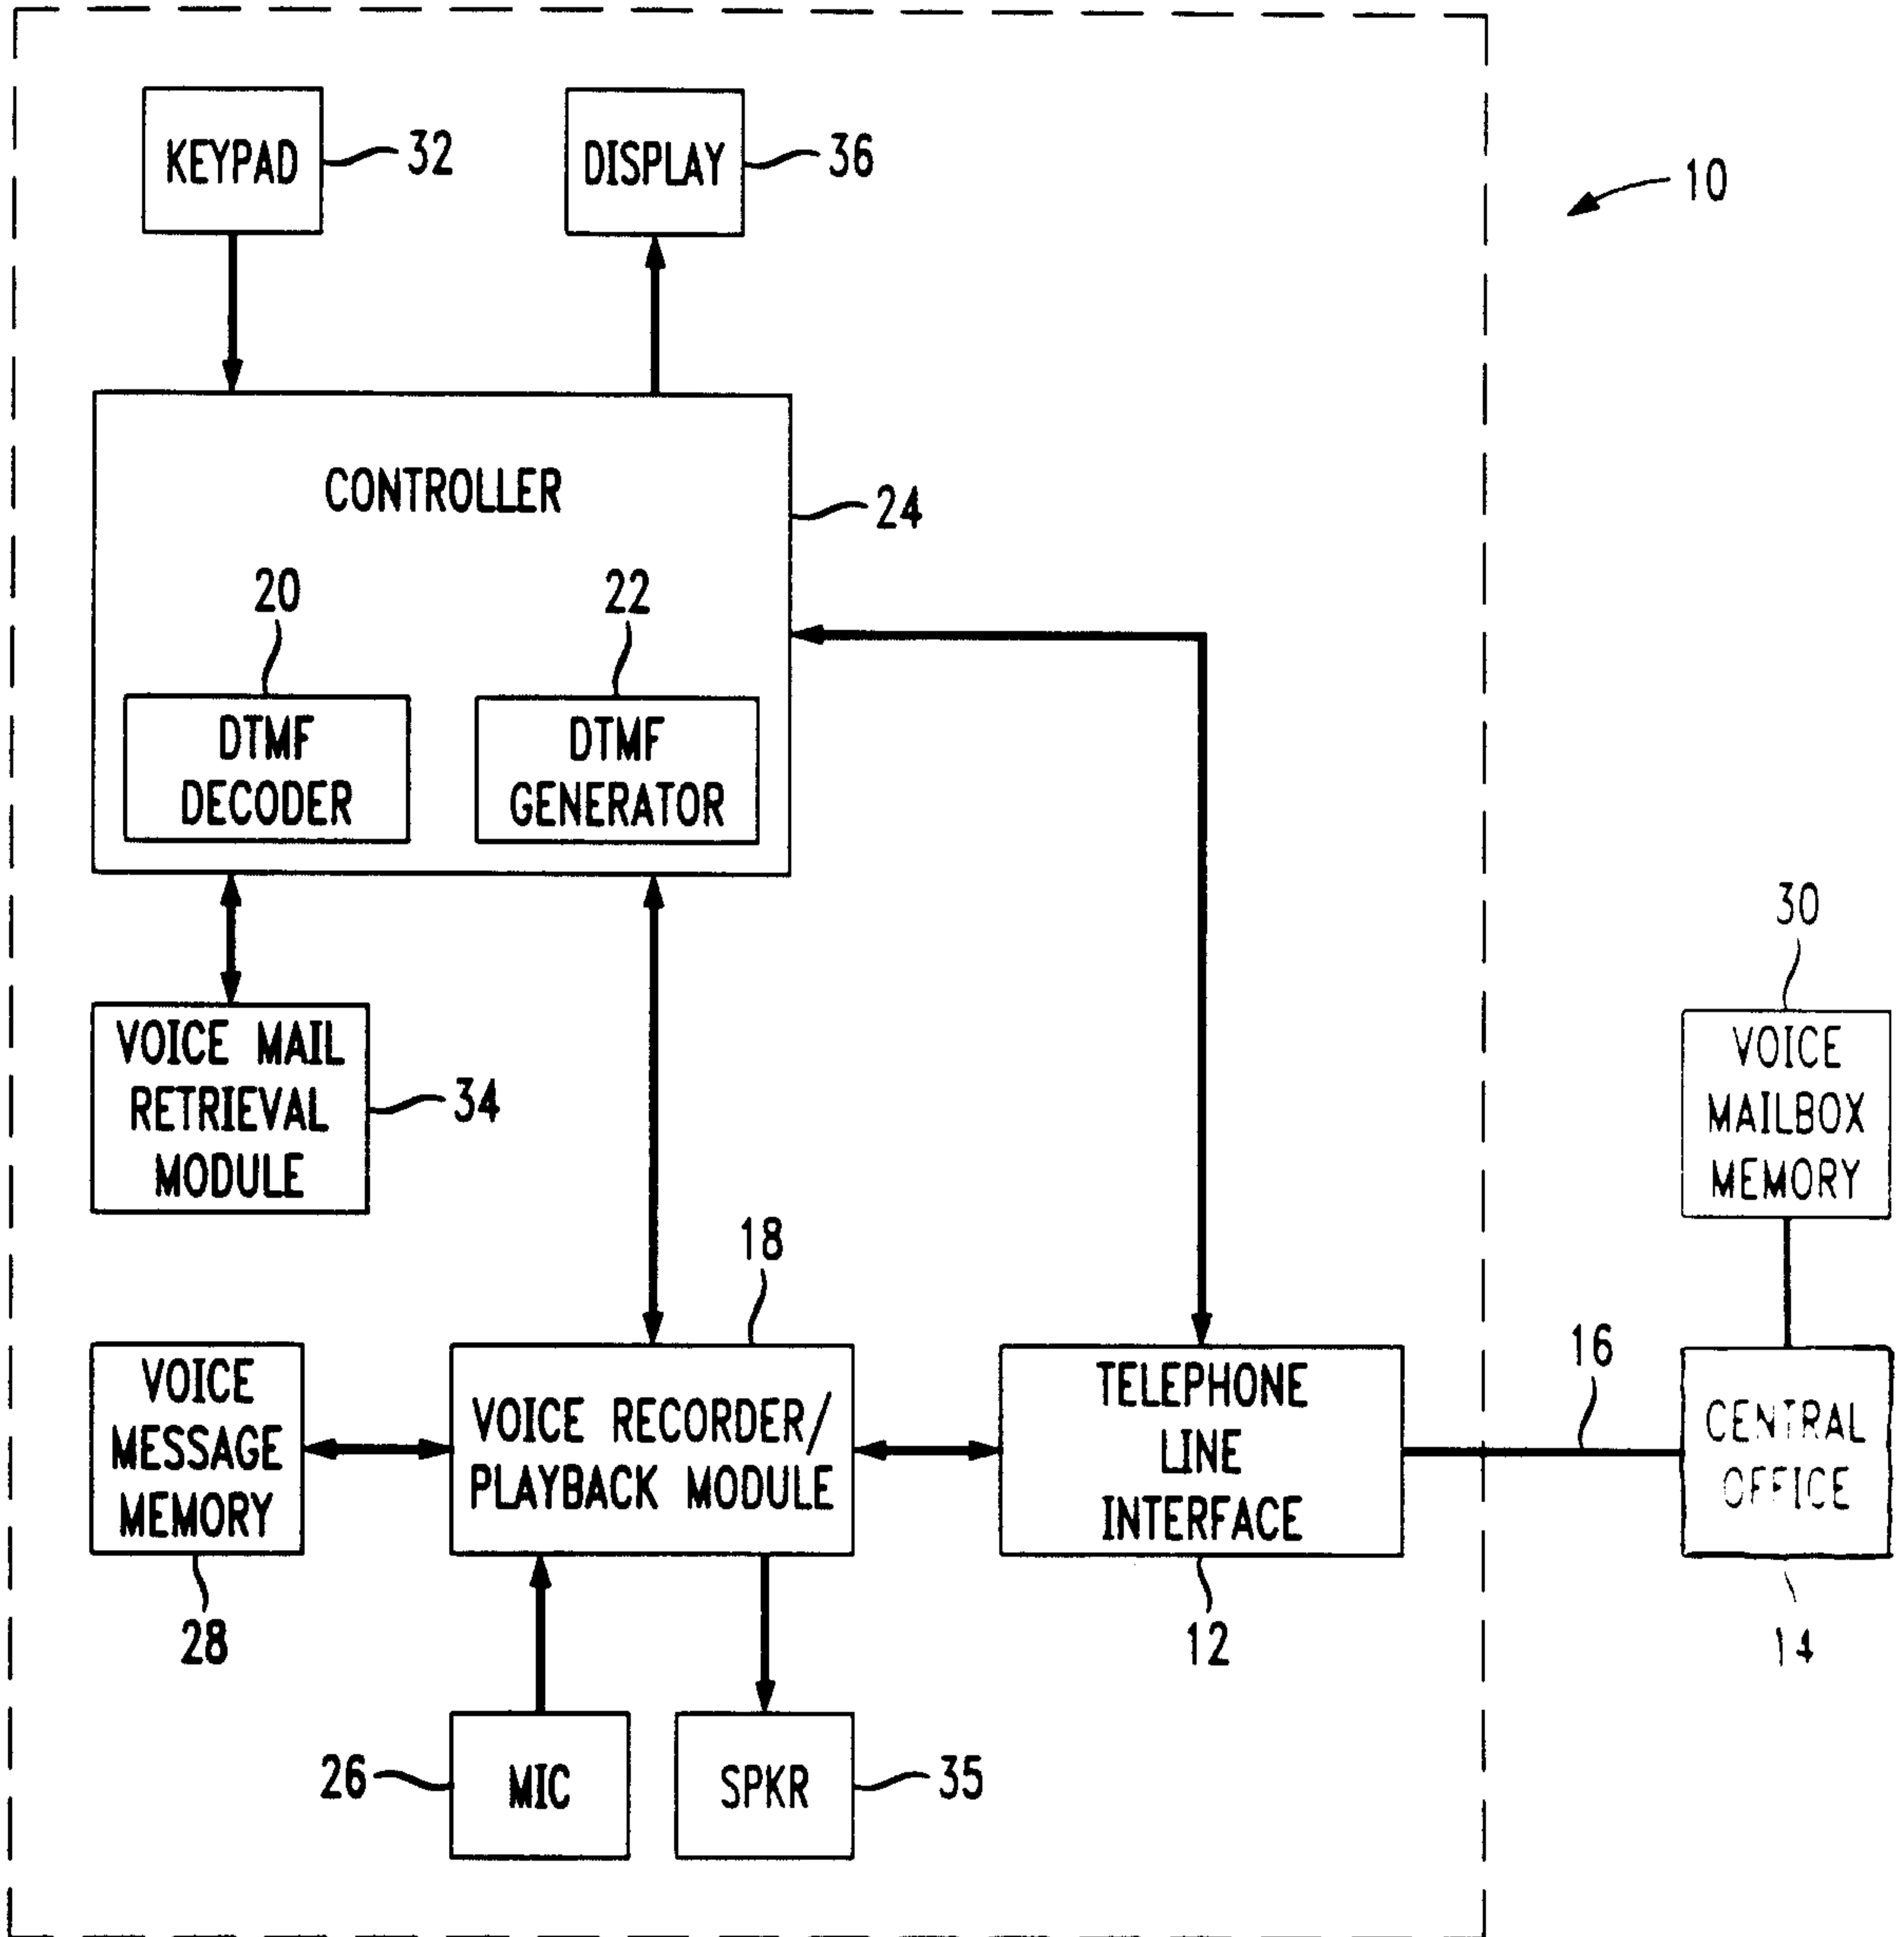 KEYPAD
32
DISPLAY
36
10
CONTROLLER
24
20
22
DTMF
DECODER
DTMF
GENERATOR
30
VOICE MAIL
RETRIEVAL
MODULE
34
VOICE
MAILBOX
MEMORY
18
16
VOICE
MESSAGE
MEMORY
VOICE RECORDER/
PLAYBACK MODULE
TELEPHONE
LINE
INTERFACE
CENTRAL
OFFICE
28
12
14
26
MIC
SPKR
35